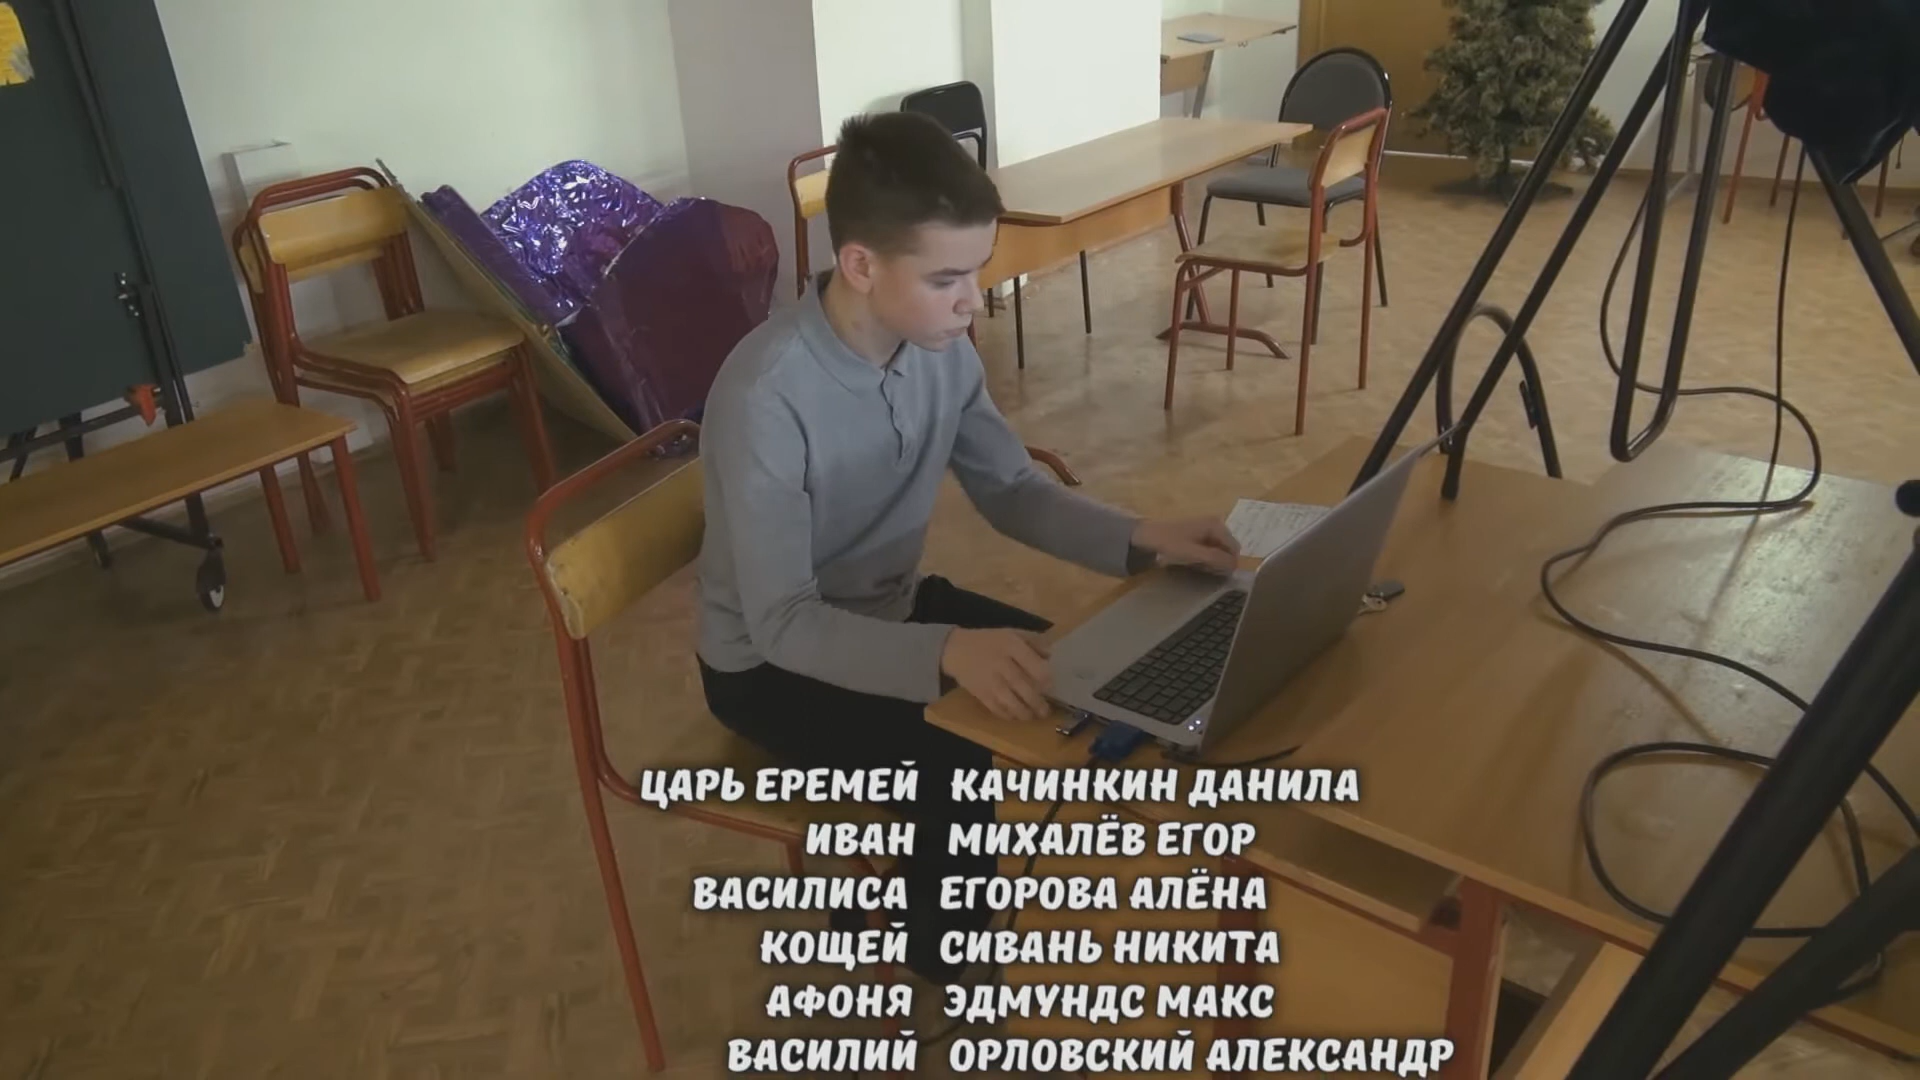 ЦАРЬ ЕРЕМЕЙ КАЧИНКИН ДАНИЛА
ИВАН МИХАЛЁВ ЕГОР
ВАСИЛИСА ЕГОРОВА АЛЁНА
КОЩЕЙ СИВАНЬ НИКИТА
АФОНЯ ЭДМУНДС МАКС
ВАСИЛИЙ ОРЛОВСКИЙ АЛЕКСАНДР